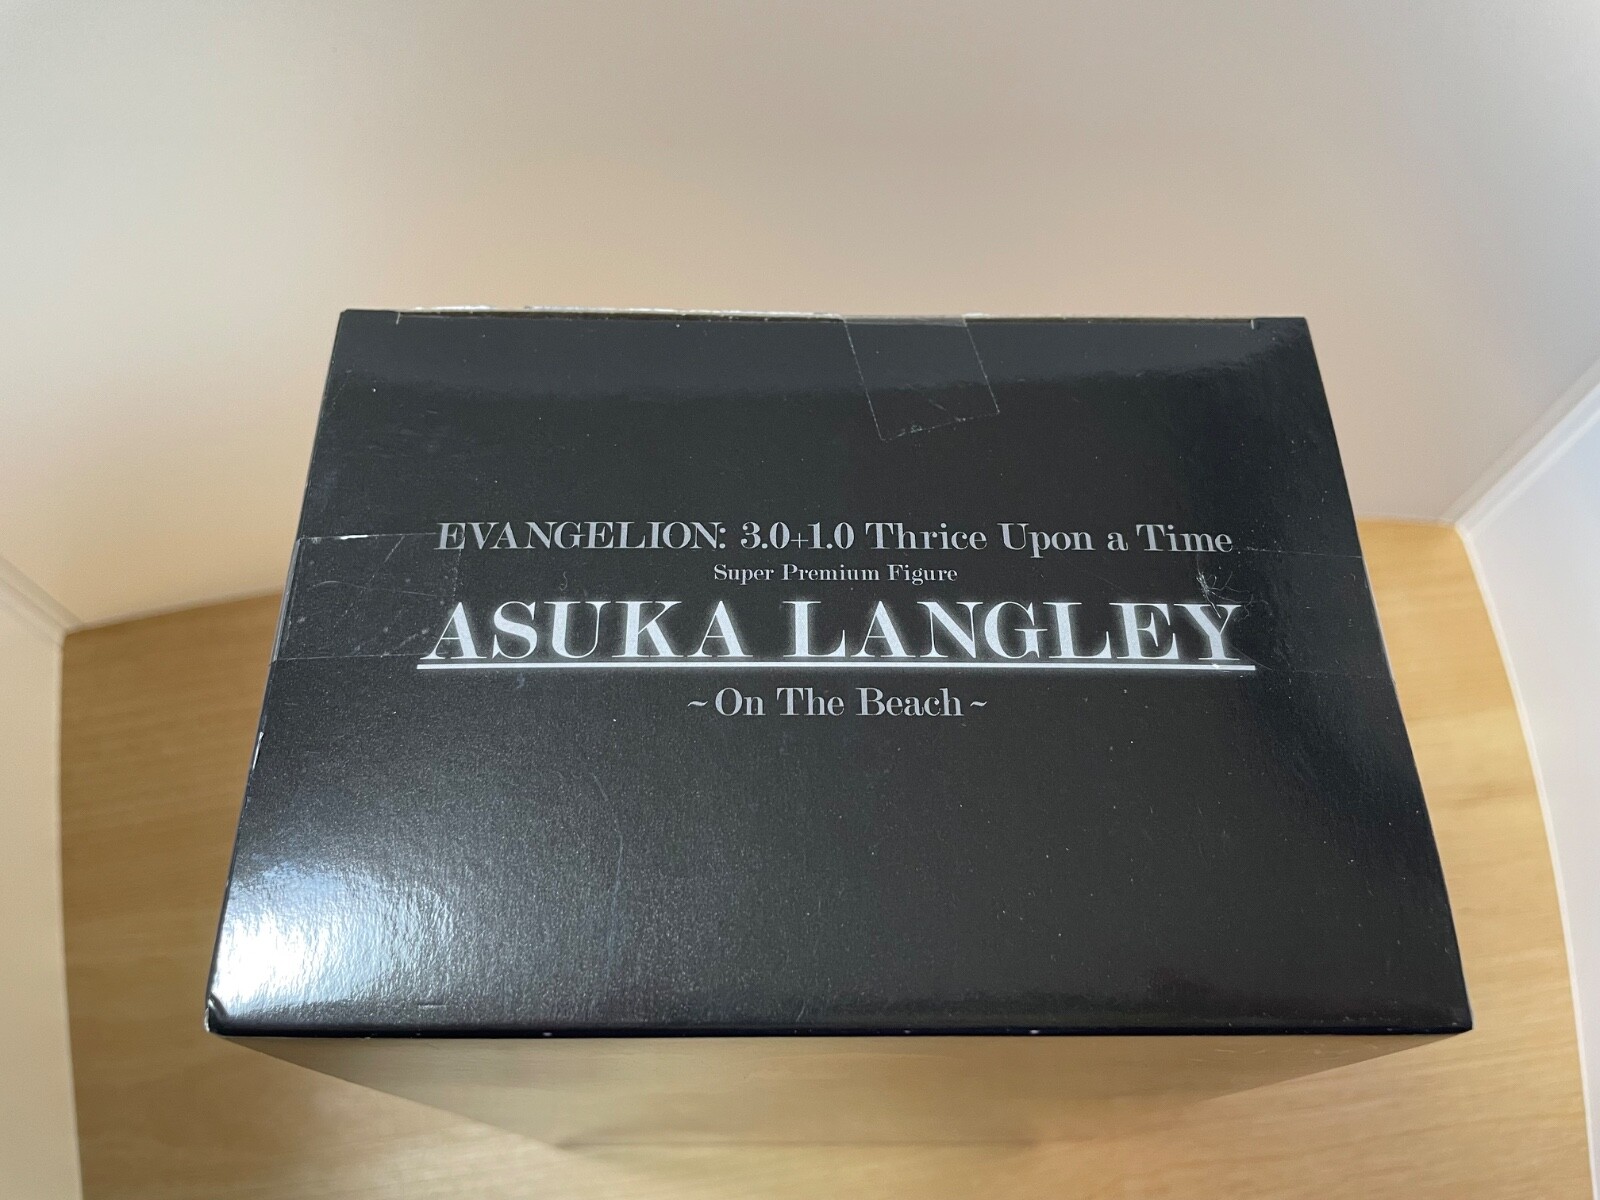 EVANGELION: 3.0+1.0 Thrice Upon a Time
Super Premium Figure
ASUKA LANGLEY
~On The Beach~